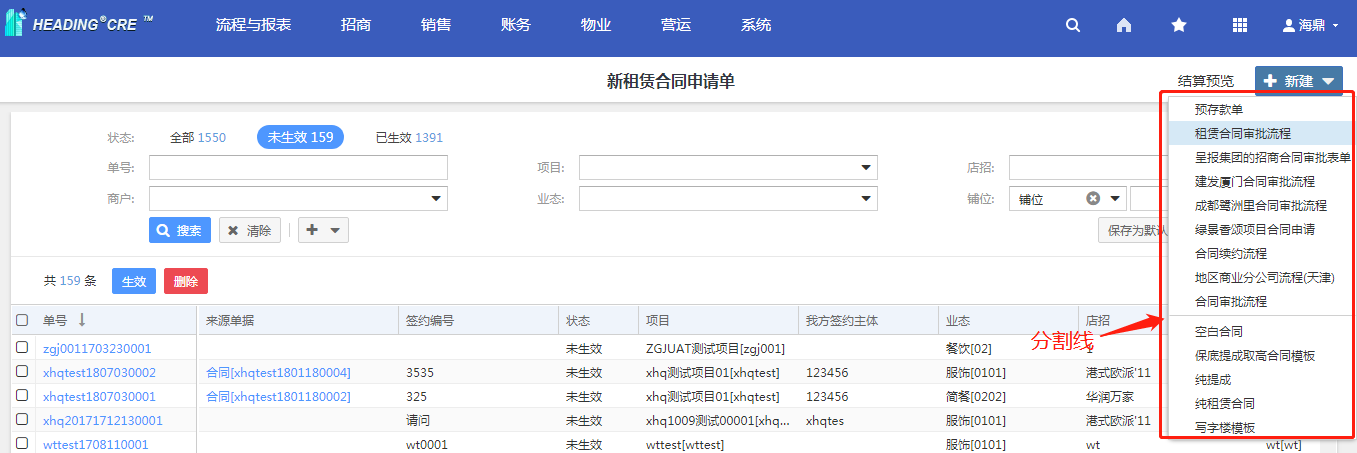 HEADING®CRE ™ 流程与报表 招商 销售 账务 物业 营运 系统 海鼎
新租赁合同申请单 结算预览 新建
状态: 全部 1550 未生效 159 已生效 1391
单号: 项目: 店招:
商户: 业态: 铺位: 铺位
搜索 清除 保存为默认
共 159 条 生效 删除
单号 来源单据 签约编号 状态 项目 我方签约主体 业态 店招
zgj0011703230001 未生效 ZGJUAT测试项目[zgj001] 餐饮[02]
xhqtest1807030002 合同[xhqtest1801180004] 3535 未生效 xhq测试项目01[xhqtest] 123456 服饰[0101] 港式欧派'11
xhqtest1807030001 合同[xhqtest1801180002] 325 未生效 xhq测试项目01[xhqtest] 123456 简餐[0202] 华润万家
xhq20171712130001 请问 未生效 xhq1009测试00001[xhq... xhqtes 服饰[0101] 港式欧派'11
wttest1708110001 wt0001 未生效 wttest[wttest] 服饰[0101] wt wt[wt]
预存款单
租赁合同审批流程
呈报集团的招商合同审批表单
建发厦门合同审批流程
成都鹭洲里合同审批流程
绿景香颂项目合同申请
合同续约流程
地区商业分公司流程(天津)
合同审批流程
分割线
空白合同
保底提成取高合同模板
纯提成
纯租赁合同
写字楼模板